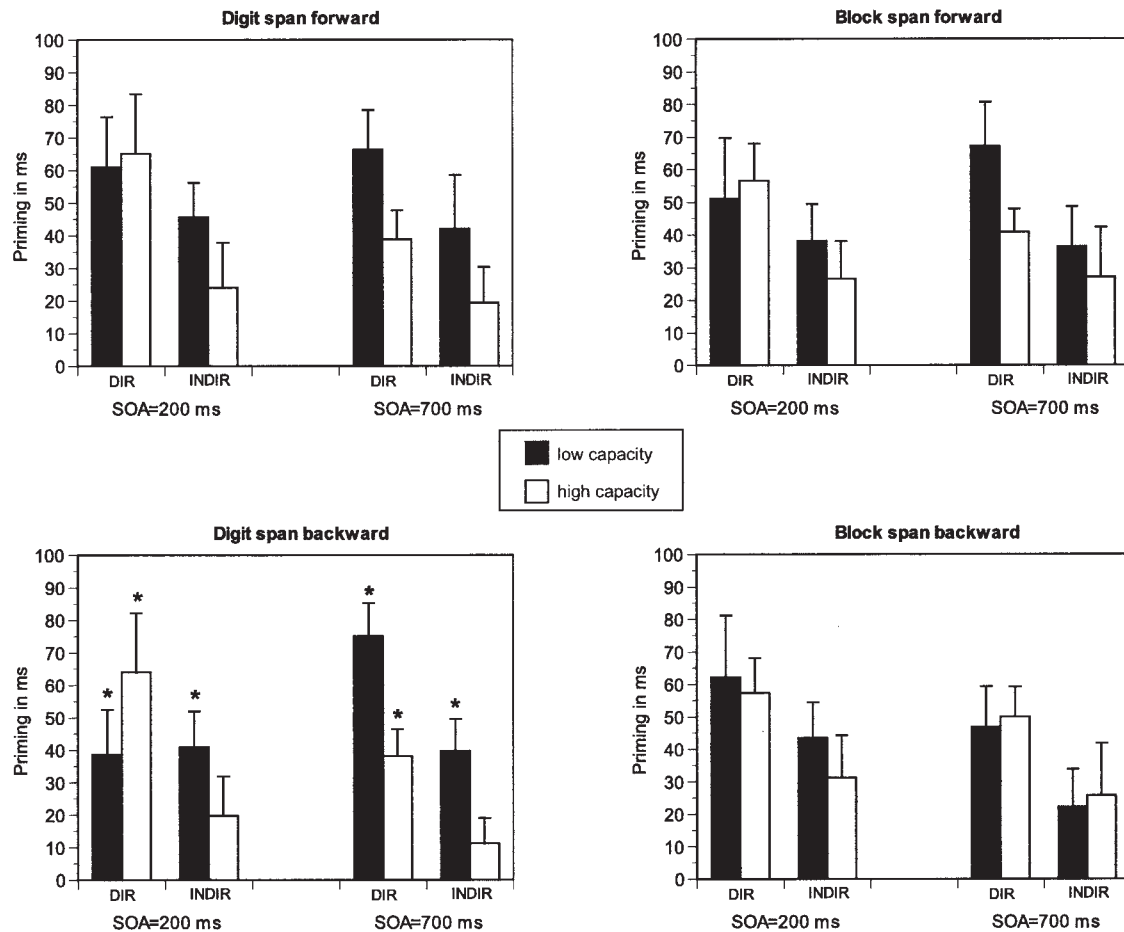 Digit span forward
Block span forward
100
90
80
70
60
50
40
30
20
10
0
Priming in ms
DIR
INDIR
DIR
INDIR
SOA=200 ms
SOA=700 ms
100
90
80
70
60
50
40
30
20
10
0
Priming in ms
DIR
INDIR
DIR
INDIR
SOA=200 ms
SOA=700 ms
low capacity
high capacity
Digit span backward
Block span backward
100
90
80
70
60
50
40
30
20
10
0
Priming in ms
*
*
*
*
*
*
DIR
INDIR
DIR
INDIR
SOA=200 ms
SOA=700 ms
100
90
80
70
60
50
40
30
20
10
0
Priming in ms
DIR
INDIR
DIR
INDIR
SOA=200 ms
SOA=700 ms